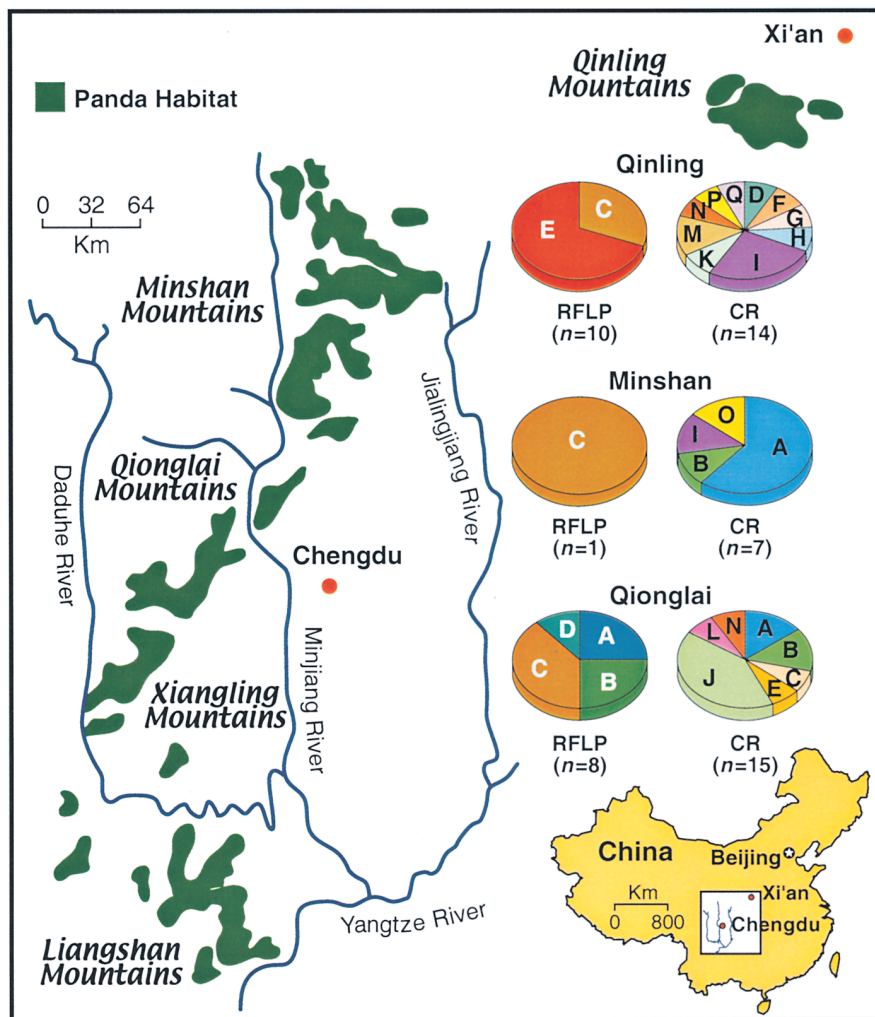 Xi'an
Qinling
Mountains
Panda Habitat
0 32 64
Km
Minshan
Mountains
Qionglai
Mountains
Daduhe River
Chengdu
Jialingjiang River
Minjiang River
Xiangling
Mountains
Yangtze River
Liangshan
Mountains
Qinling
E C
Q D F G H I K M N P
RFLP
(n=10)
CR
(n=14)
Minshan
C
O A B I
RFLP
(n=1)
CR
(n=7)
Qionglai
D A B C
L N A B C E J
RFLP
(n=8)
CR
(n=15)
China
Beijing
Km
0 800
Xi'an
Chengdu